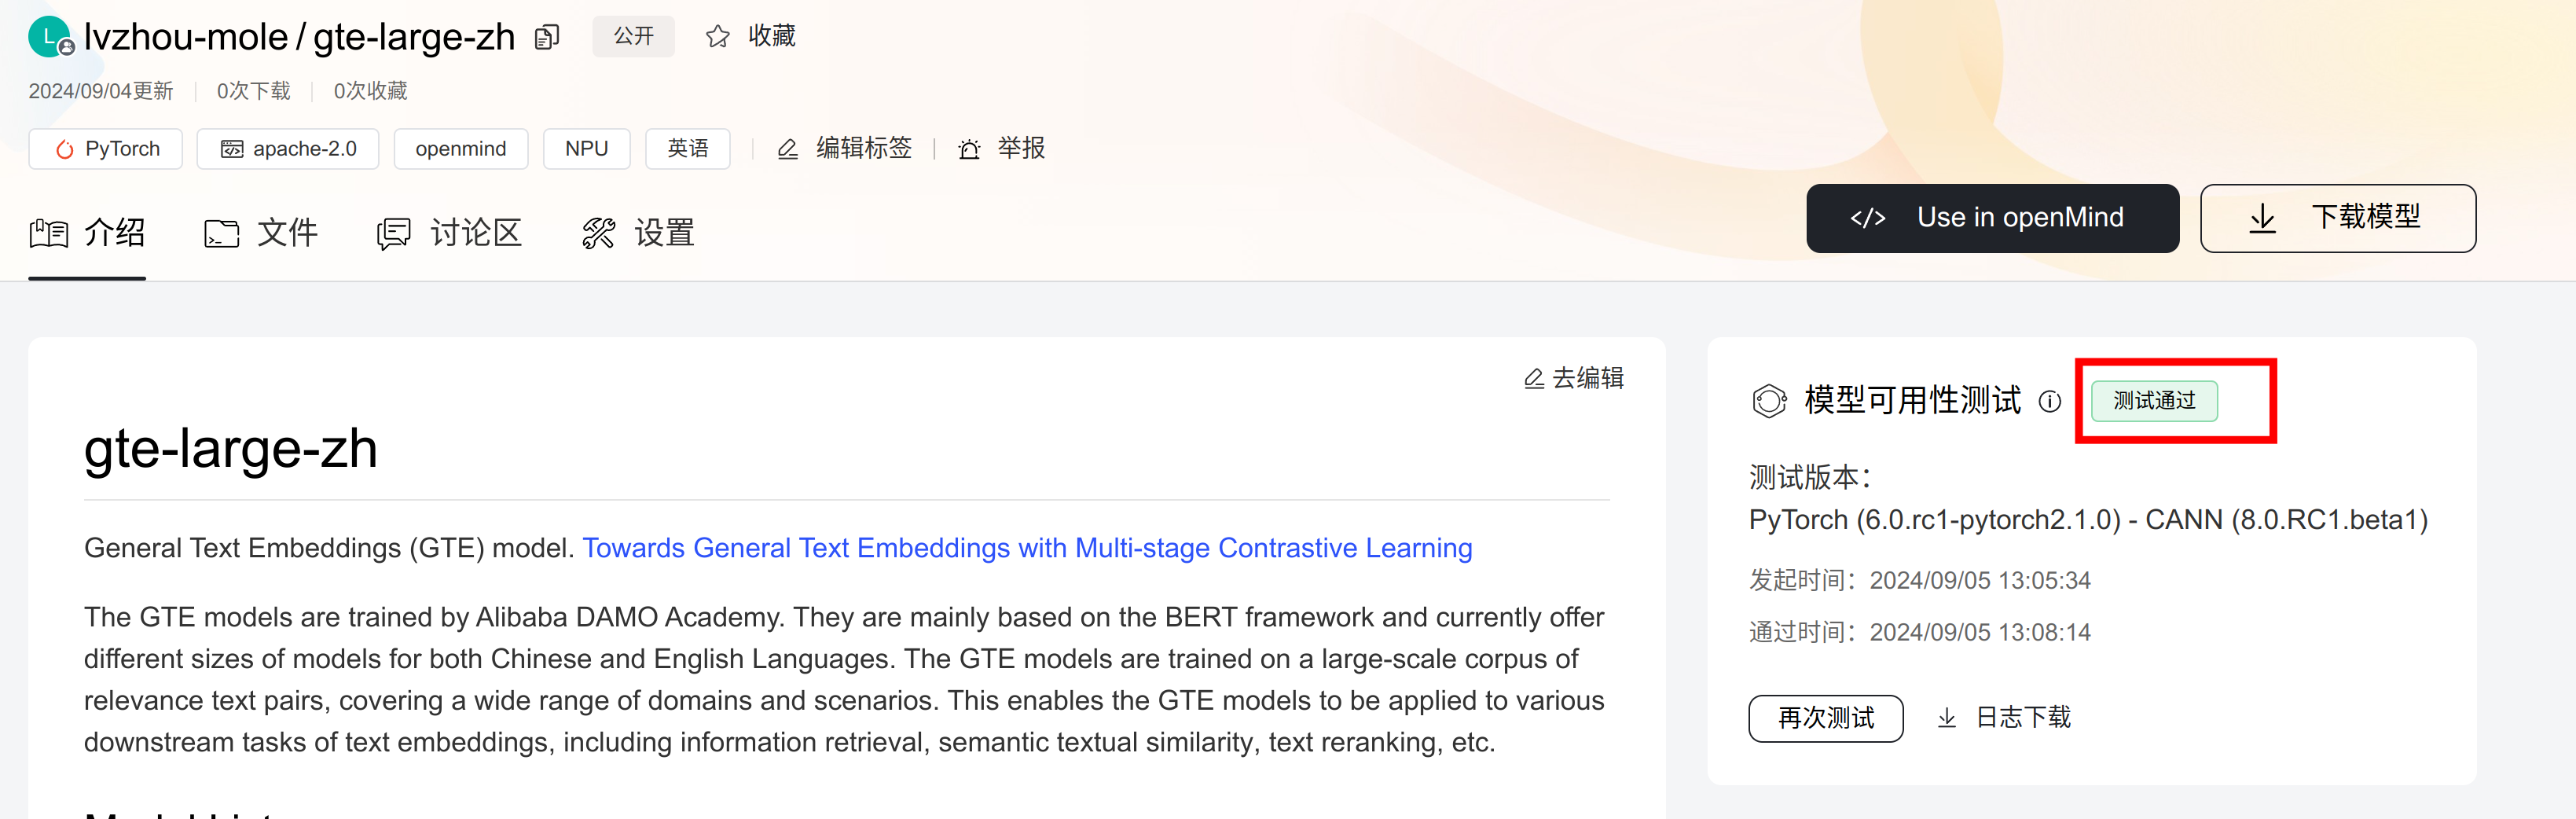 L lvzhou-mole / gte-large-zh 公开 收藏
2024/09/04更新 0次下载 0次收藏
PyTorch apache-2.0 openmind NPU 英语 编辑标签 举报
介绍 文件 讨论区 设置
Use in openMind 下载模型
去编辑
gte-large-zh
General Text Embeddings (GTE) model. Towards General Text Embeddings with Multi-stage Contrastive Learning
The GTE models are trained by Alibaba DAMO Academy. They are mainly based on the BERT framework and currently offer
different sizes of models for both Chinese and English Languages. The GTE models are trained on a large-scale corpus of
relevance text pairs, covering a wide range of domains and scenarios. This enables the GTE models to be applied to various
downstream tasks of text embeddings, including information retrieval, semantic textual similarity, text reranking, etc.
模型可用性测试 测试通过
测试版本：
PyTorch (6.0.rc1-pytorch2.1.0) - CANN (8.0.RC1.beta1)
发起时间：2024/09/05 13:05:34
通过时间：2024/09/05 13:08:14
再次测试 日志下载